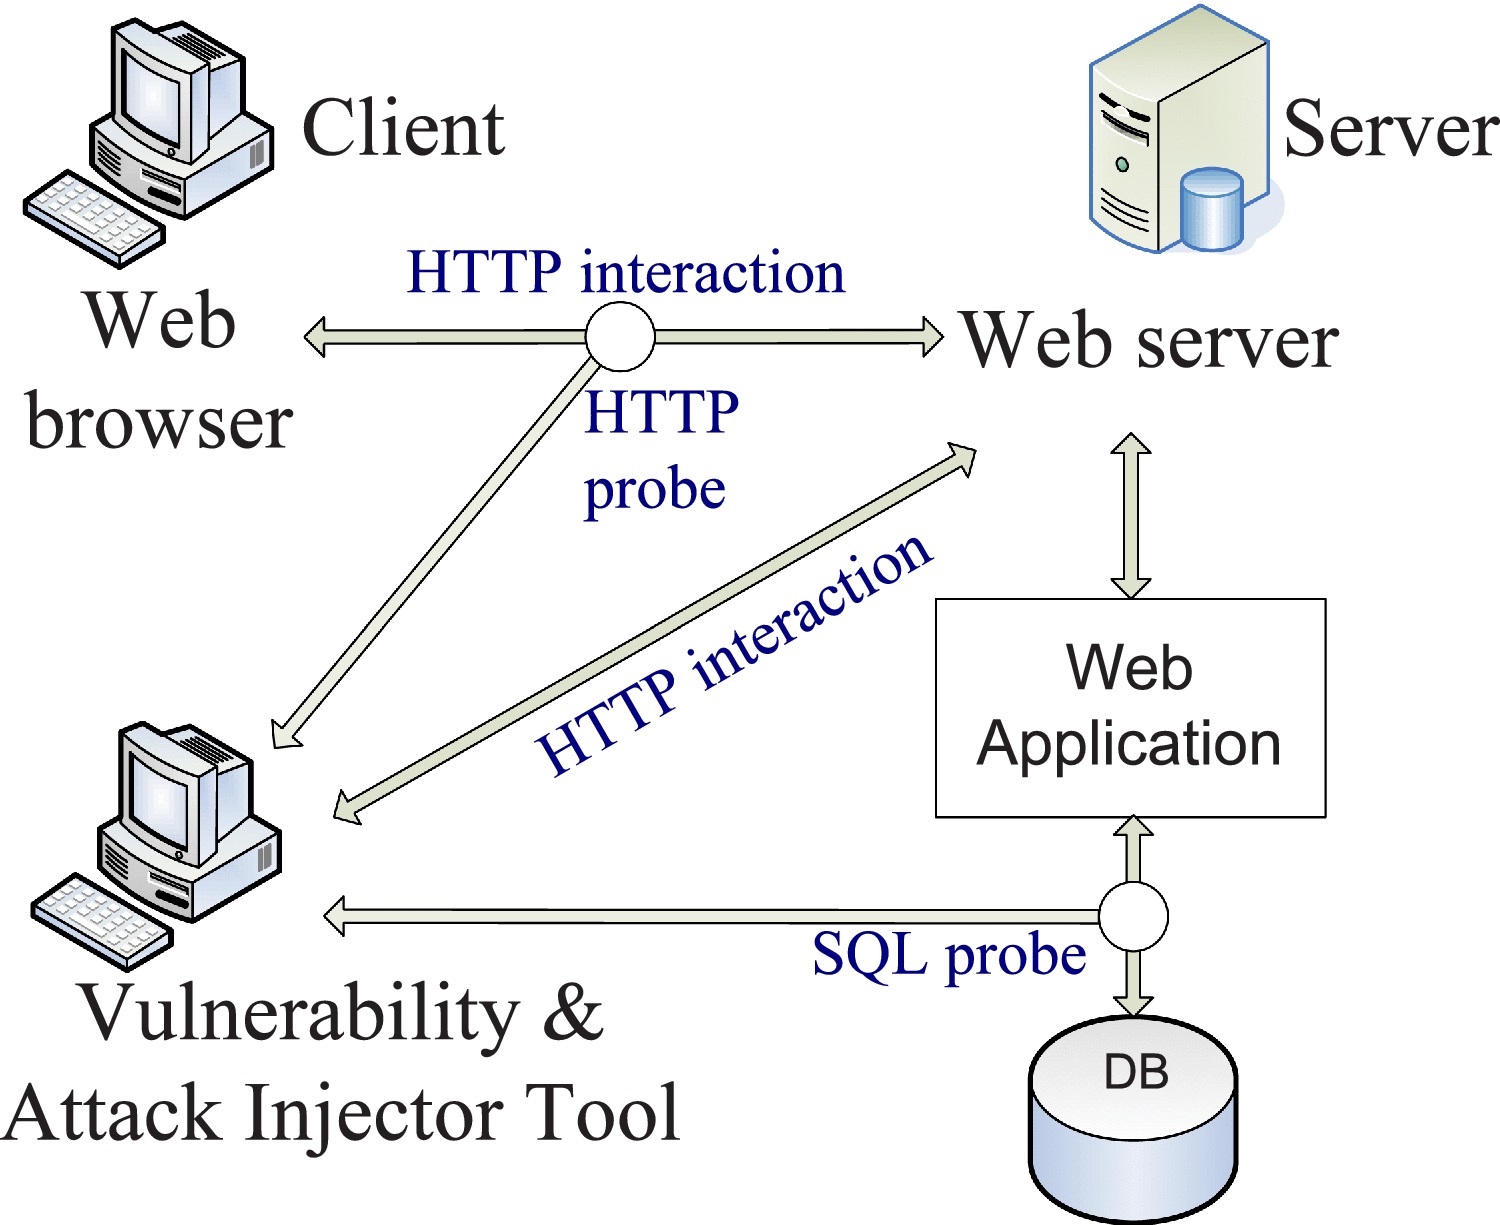 Client
Server
HTTP interaction
Web
browser
Web server
HTTP
probe
HTTP interaction
Web
Application
SQL probe
Vulnerability &
Attack Injector Tool
DB